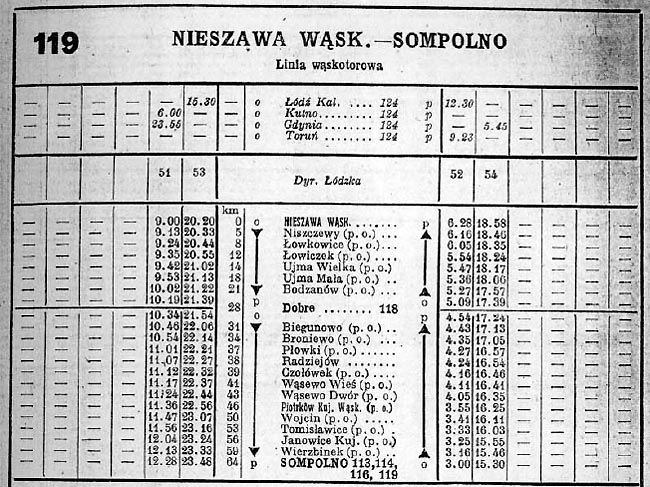 119 NIESZAWA WĄSK.—SOMPOLNO
Linja wąskotorowa
— — — — — 15.30 — o Łódź Kal. .... 124 p 12.30 — — — — —
— — — — 6.00 — — o Kutno........ 124 p — — — — — —
— — — — 23.55 — — o Gdynia....... 124 p — 5.45 — — — —
— — — — — — — o Toruń........ 124 p 9.23 — — — — —
51 53 Dyr. Łódzka 52 54
km
— — — — 9.00 20.20 0 o NIESZAWA WĄSK. p 6.28 18.58 — — — —
— — — — 9.13 20.33 5 Niszczewy (p. o.) ... 6.16 18.46 — — — —
— — — — 9.24 20.44 8 Łowkowice (p. o.)... 6.05 18.35 — — — —
— — — — 9.35 20.55 12 Łowiczek (p. o.) .. 5.54 18.24 — — — —
— — — — 9.42 21.02 14 Ujma Wielka (p. o.) 5.47 18.17 — — — —
— — — — 9.53 21.13 18 Ujma Mała (p. o.) .. 5.36 18.06 — — — —
— — — — 10.02 21.22 21 Bodzanów (p. o.) .. 5.27 17.57 — — — —
— — — — 10.19 21.39 28 p Dobre ........ 118 o 5.09 17.39 — — — —
— — — — 10.34 21.54 o p 4.54 17.24 — — — —
— — — — 10.46 22.06 31 Biegunowo (p. o.) .. 4.43 17.13 — — — —
— — — — 10.54 22.14 34 Broniewo (p. o.) ... 4.35 17.05 — — — —
— — — — 11.01 22.21 37 Płowki (p. o.) ..... 4.27 16.57 — — — —
— — — — 11.07 22.27 38 Radziejów ........ 4.24 16.54 — — — —
— — — — 11.12 22.32 39 Czołówek (p. o.) ... 4.16 16.46 — — — —
— — — — 11.17 22.37 41 Wąsewo Wieś (p. o.) 4.11 16.41 — — — —
— — — — 11.24 22.44 43 Wąsewo Dwór (p. o.) 4.05 16.35 — — — —
— — — — 11.36 22.56 46 Piotrków Kuj. Wąsk. (p. o.) 3.55 16.25 — — — —
— — — — 11.47 23.07 50 Wojcin (p. o.) ..... 3.41 16.11 — — — —
— — — — 11.56 23.16 53 Tomisławice (p. o.) . 3.33 16.03 — — — —
— — — — 12.04 23.24 56 Janowice Kuj. (p. o.) 3.25 15.55 — — — —
— — — — 12.13 23.33 59 Wierzbinek (p. o.) .. 3.16 15.46 — — — —
— — — — 12.28 23.48 64 p SOMPOLNO 113, 114, o 3.00 15.30 — — — —
116, 119